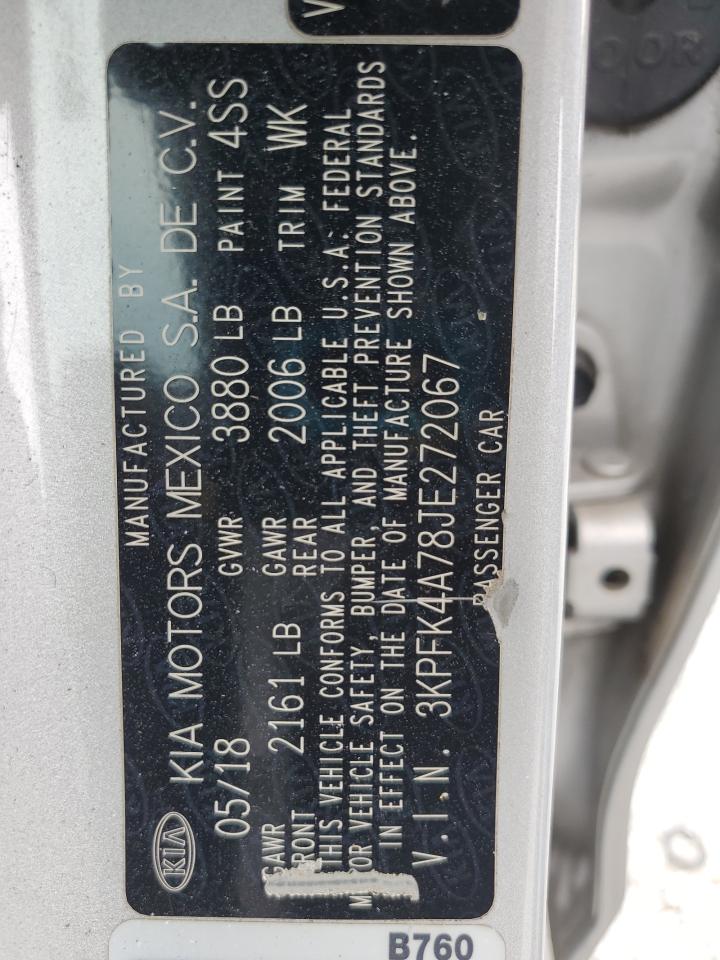 MANUFACTURED BY
KIA KIA MOTORS MEXICO S.A. DE C.V.
05/18 GVWR 3880 LB PAINT 4SS
GAWR FRONT 2161 LB GAWR REAR 2006 LB TRIM WK
THIS VEHICLE CONFORMS TO ALL APPLICABLE U.S.A. FEDERAL
VEHICLE SAFETY, BUMPER, AND THEFT PREVENTION STANDARDS
IN EFFECT ON THE DATE OF MANUFACTURE SHOWN ABOVE.
V.I.N. 3KPFK4A78JE272067
PASSENGER CAR
B760